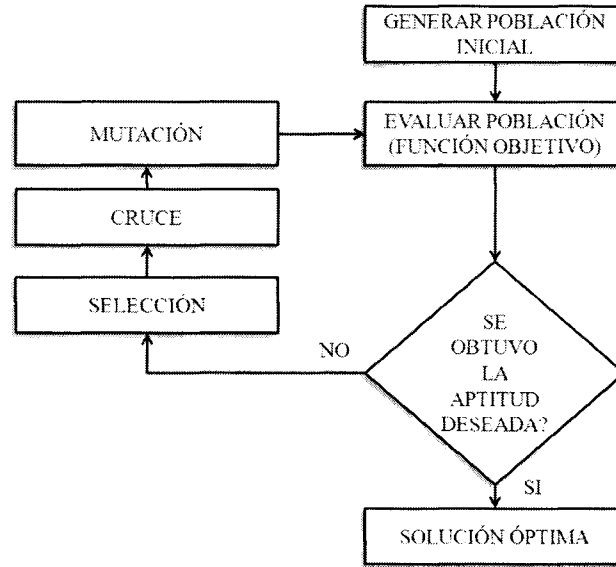 GENERAR POBLACIÓN
INICIAL
EVALUAR POBLACIÓN
(FUNCIÓN OBJETIVO)
MUTACIÓN
CRUCE
SELECCIÓN
NO
SE
OBTUVO
LA
APTITUD
DESEADA?
SI
SOLUCIÓN ÓPTIMA